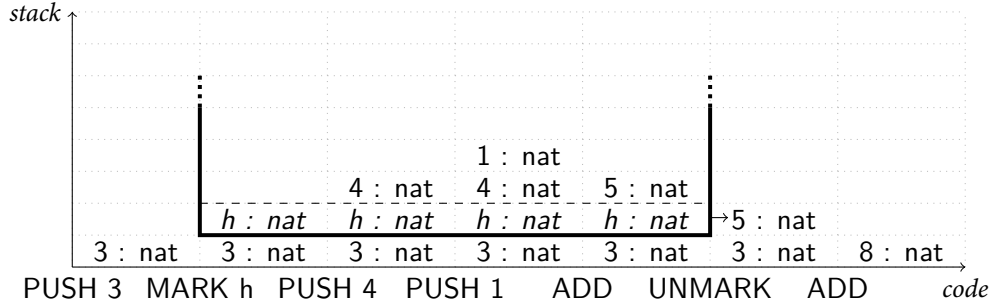 stack
1 : nat
4 : nat 4 : nat 5 : nat
h : nat h : nat h : nat h : nat 5 : nat
3 : nat 3 : nat 3 : nat 3 : nat 3 : nat 3 : nat 8 : nat
PUSH 3 MARK h PUSH 4 PUSH 1 ADD UNMARK ADD code